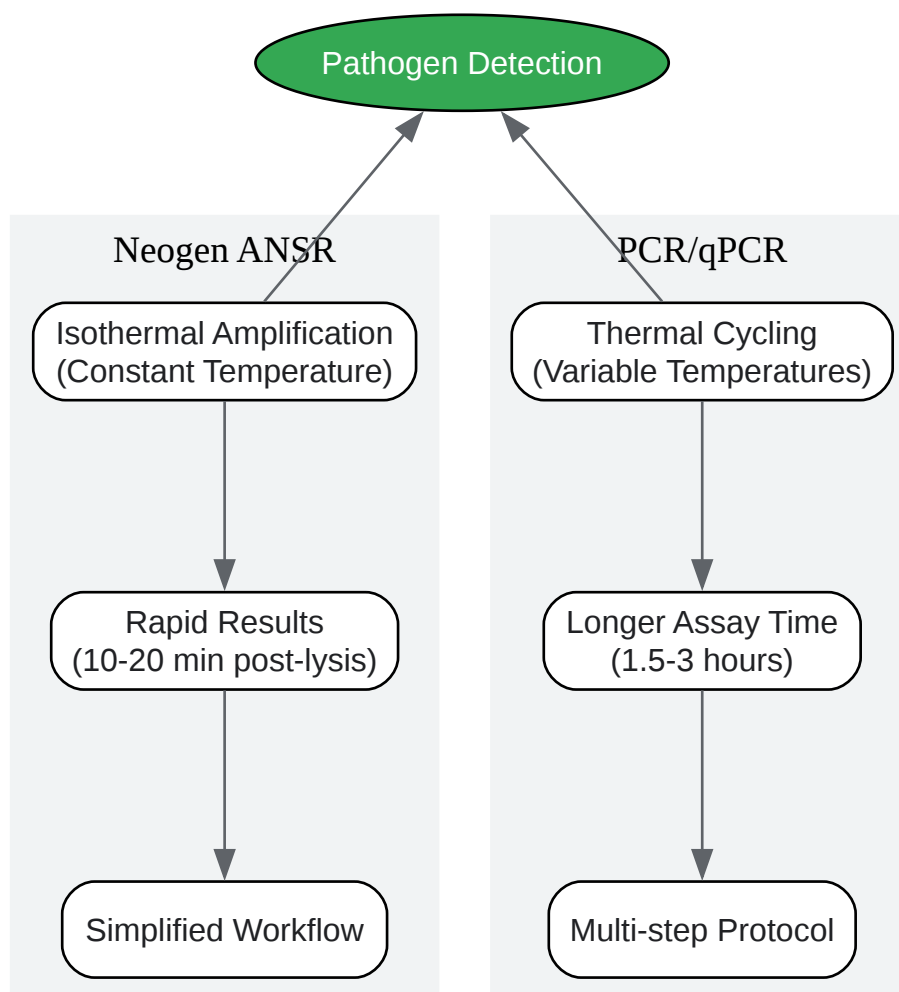 Pathogen Detection
Neogen ANSR
Isothermal Amplification
(Constant Temperature)
Rapid Results
(10-20 min post-lysis)
Simplified Workflow
PCR/qPCR
Thermal Cycling
(Variable Temperatures)
Longer Assay Time
(1.5-3 hours)
Multi-step Protocol